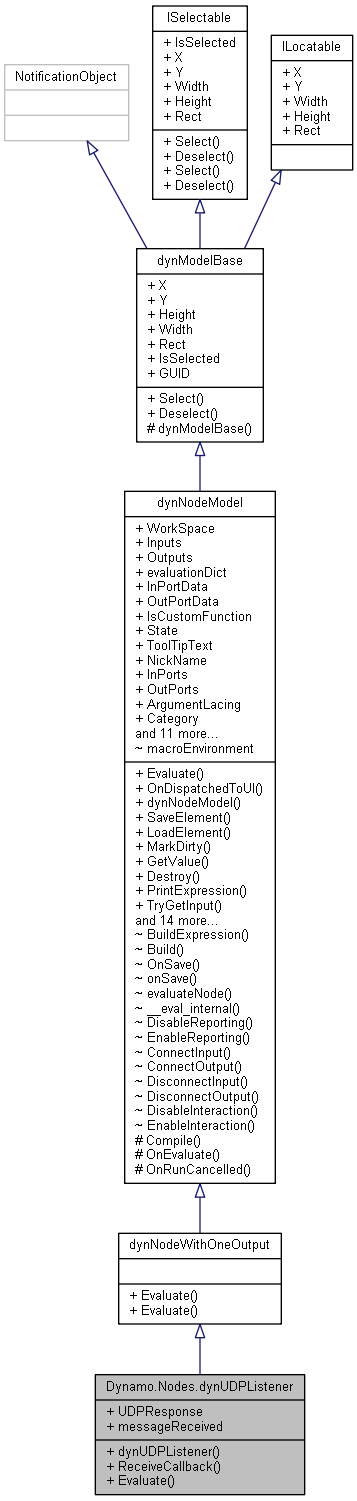 ISelectable
+ IsSelected
+ X
+ Y
+ Width
+ Height
+ Rect
+ Select()
+ Deselect()
+ Select()
+ Deselect()
ILocatable
+ X
+ Y
+ Width
+ Height
+ Rect
NotificationObject
dynModelBase
+ X
+ Y
+ Height
+ Width
+ Rect
+ IsSelected
+ GUID
+ Select()
+ Deselect()
# dynModelBase()
dynNodeModel
+ WorkSpace
+ Inputs
+ Outputs
+ evaluationDict
+ InPortData
+ OutPortData
+ IsCustomFunction
+ State
+ ToolTipText
+ NickName
+ InPorts
+ OutPorts
+ ArgumentLacing
+ Category
and 11 more...
~ macroEnvironment
+ Evaluate()
+ OnDispatchedToUI()
+ dynNodeModel()
+ SaveElement()
+ LoadElement()
+ MarkDirty()
+ GetValue()
+ Destroy()
+ PrintExpression()
+ TryGetInput()
and 14 more...
~ BuildExpression()
~ Build()
~ OnSave()
~ onSave()
~ evaluateNode()
~ __eval_internal()
~ DisableReporting()
~ EnableReporting()
~ ConnectInput()
~ ConnectOutput()
~ DisconnectInput()
~ DisconnectOutput()
~ DisableInteraction()
~ EnableInteraction()
# Compile()
# OnEvaluate()
# OnRunCancelled()
dynNodeWithOneOutput
+ Evaluate()
+ Evaluate()
Dynamo.Nodes.dynUDPListener
+ UDPResponse
+ messageReceived
+ dynUDPListener()
+ ReceiveCallback()
+ Evaluate()